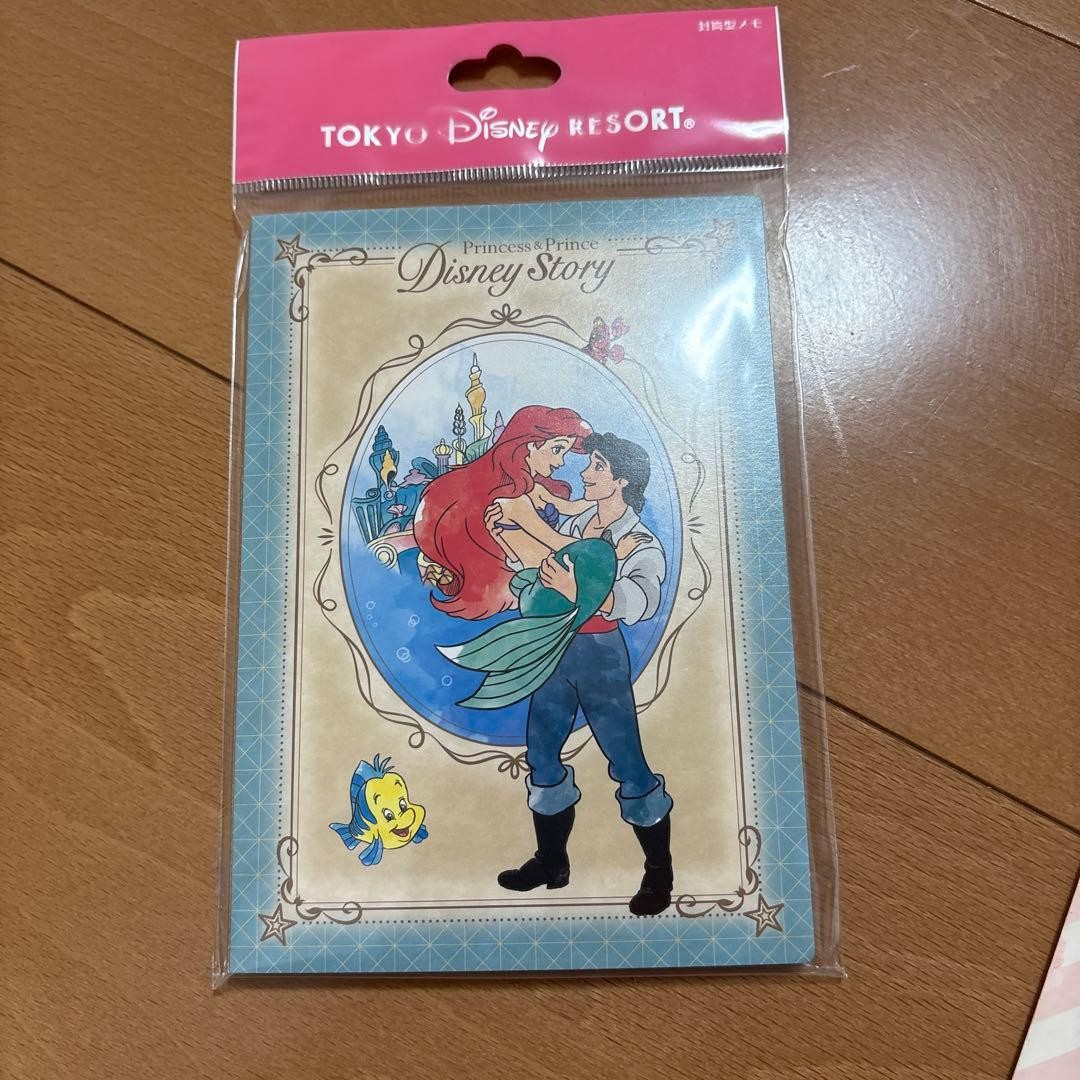 封筒型メモ
TOKYO Disney RESORT®
Princess & Prince
Disney Story